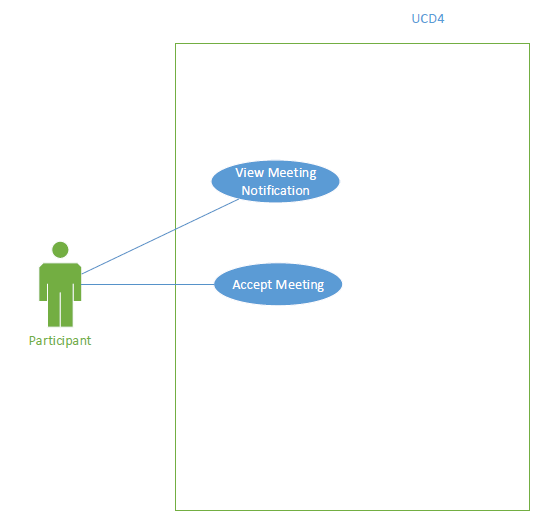 UCD4
View Meeting
Notification
Accept Meeting
Participant